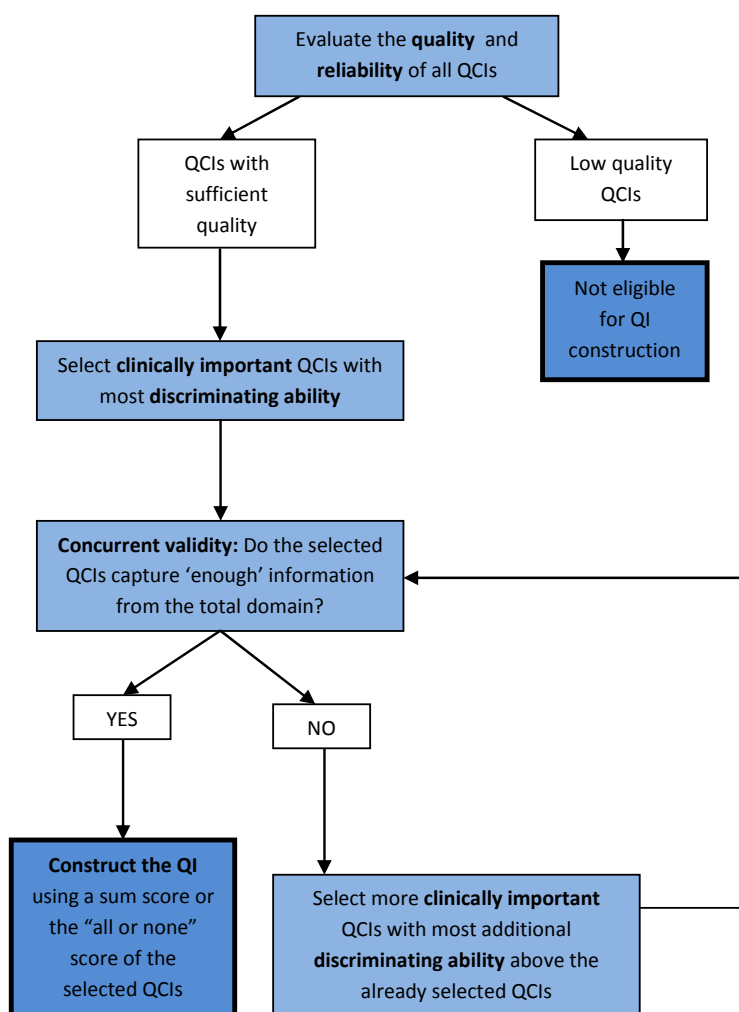 Evaluate the quality and
reliability of all QCIs
QCIs with
sufficient
quality
Low quality
QCIs
Not eligible
for QI
construction
Select clinically important QCIs with
most discriminating ability
Concurrent validity: Do the selected
QCIs capture ‘enough’ information
from the total domain?
YES
NO
Construct the QI
using a sum score or
the “all or none”
score of the
selected QCIs
Select more clinically important
QCIs with most additional
discriminating ability above the
already selected QCIs